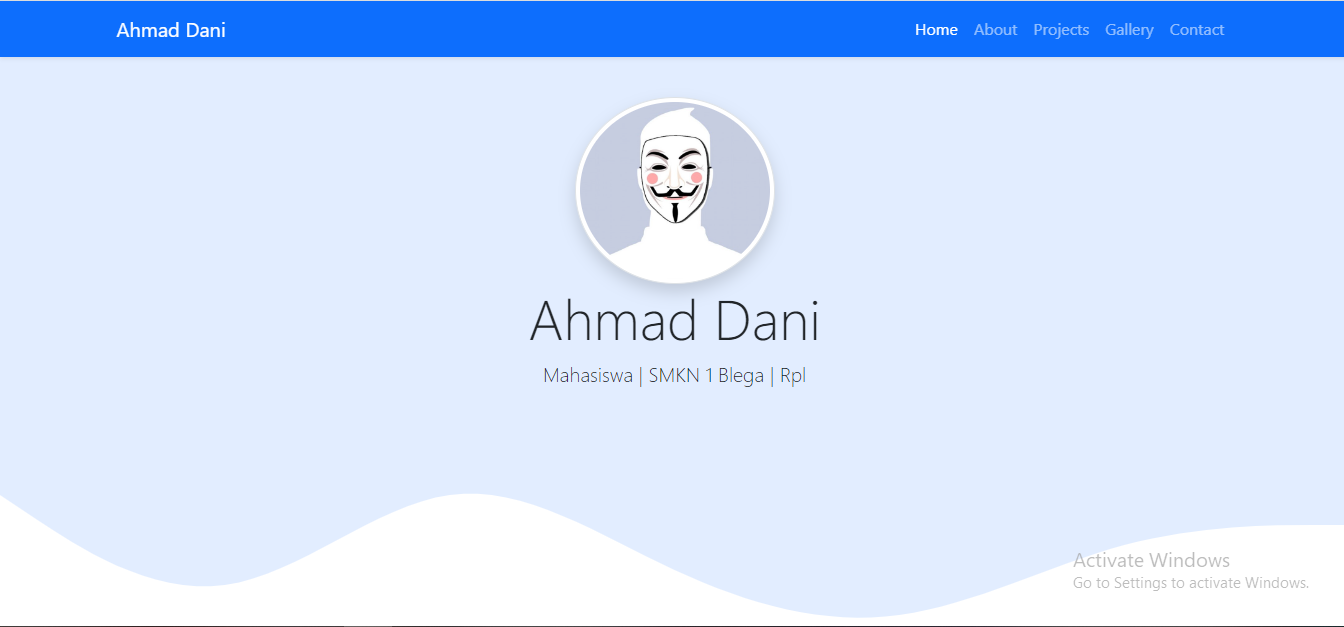 Ahmad Dani
Home About Projects Gallery Contact
Ahmad Dani
Mahasiswa | SMKN 1 Blega | Rpl
Activate Windows
Go to Settings to activate Windows.